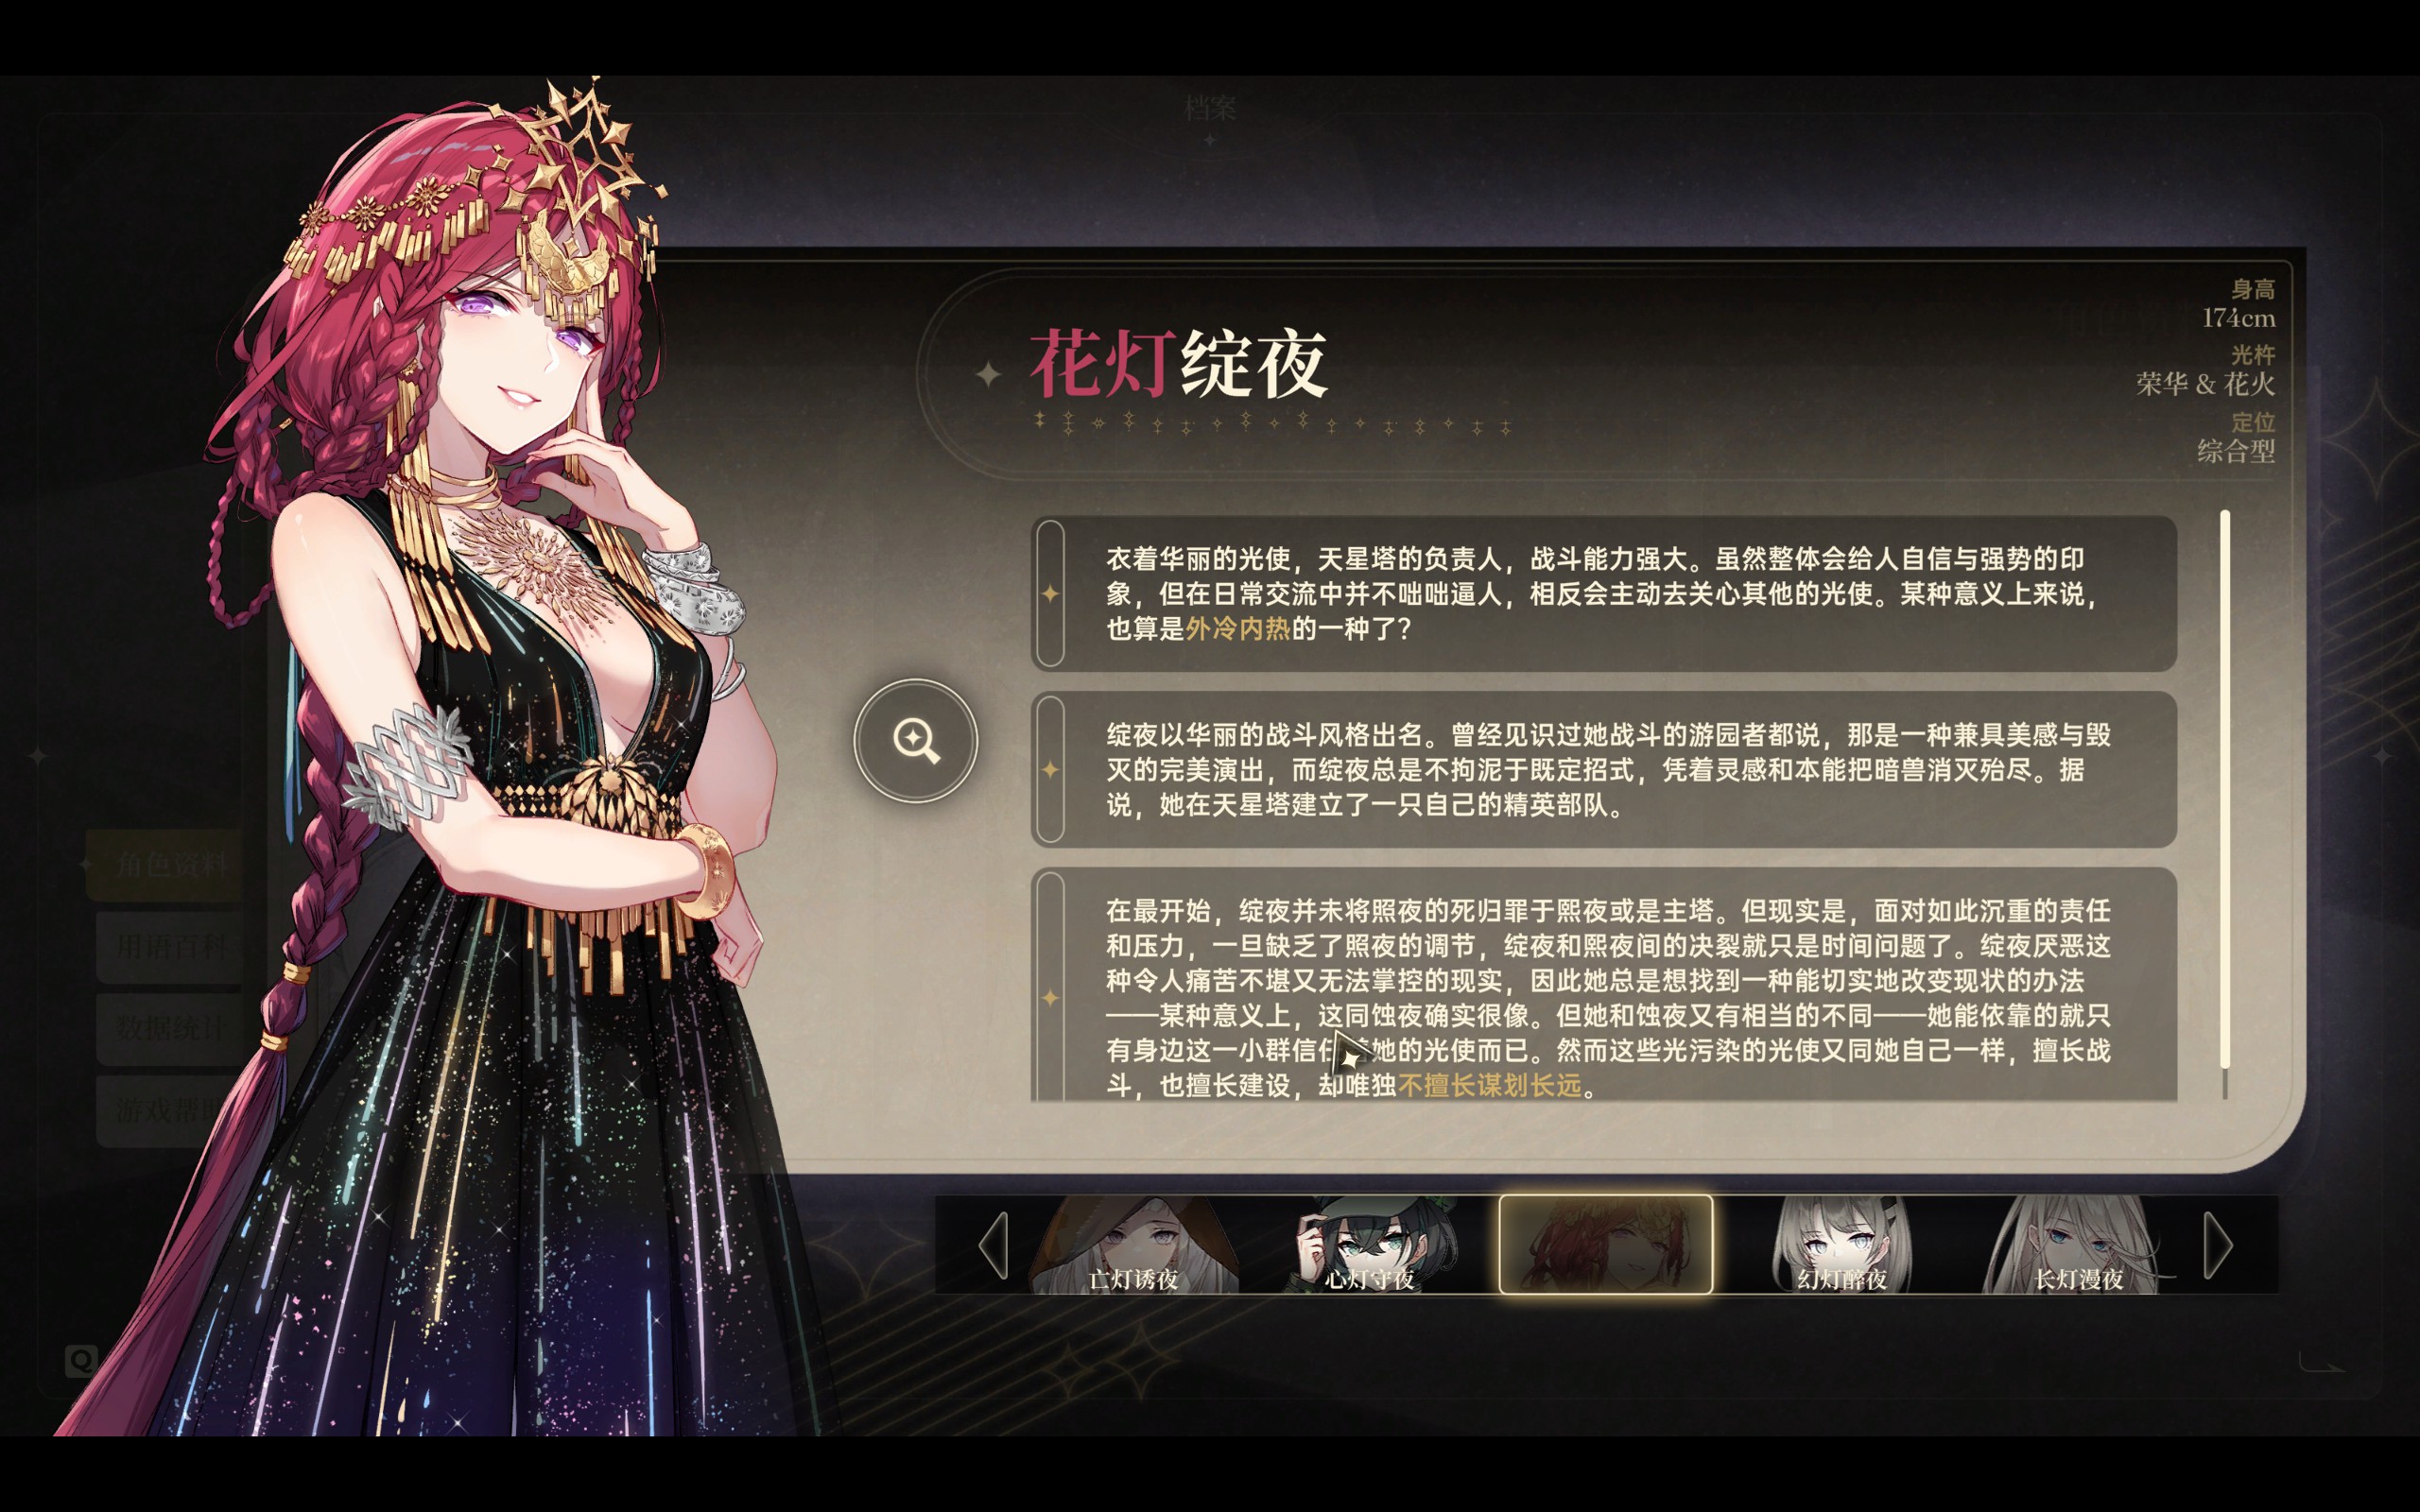 档案
花灯绽夜
身高
174cm
光杵
荣华 & 花火
定位
综合型
衣着华丽的光使，天星塔的负责人，战斗能力强大。虽然整体会给人自信与强势的印
象，但在日常交流中并不咄咄逼人，相反会主动去关心其他的光使。某种意义上来说，
也算是外冷内热的一种了？
绽夜以华丽的战斗风格出名。曾经见识过她战斗的游园者都说，那是一种兼具美感与毁
灭的完美演出，而绽夜总是不拘泥于既定招式，凭着灵感和本能把暗兽消灭殆尽。据
说，她在天星塔建立了一只自己的精英部队。
在最开始，绽夜并未将照夜的死归罪于熙夜或是主塔。但现实是，面对如此沉重的责任
和压力，一旦缺乏了照夜的调节，绽夜和熙夜间的决裂就只是时间问题了。绽夜厌恶这
种令人痛苦不堪又无法掌控的现实，因此她总是想找到一种能切实地改变现状的办法
——某种意义上，这同蚀夜确实很像。但她和蚀夜又有相当的不同——她能依靠的就只
有身边这一小群信任她的光使而已。然而这些光污染的光使又同她自己一样，擅长战
斗，也擅长建设，却唯独不擅长谋划长远。
角色资料
用语百科
数据统计
游戏帮助
亡灯诱夜
心灯守夜
幻灯醉夜
长灯漫夜
Q